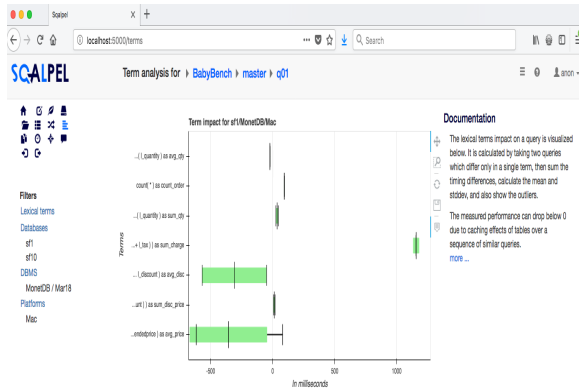 Sqalpel
localhost:5000/terms
Search
SQALPEL
Term analysis for BabyBench master q01
anon
Filters
Lexical terms
Databases
sf1
sf10
DBMS
MonetDB / Mar18
Platforms
Mac
Term impact for sf1/MonetDB/Mac
...( l_quantity ) as avg_qty
count( * ) as count_order
...( l_quantity ) as sum_qty
...+ l_tax ) ) as sum_charge
... ( l_discount ) as avg_disc
...unt ) ) as sum_disc_price
...endedprice ) as avg_price
Terms
-500 0 500 1000
In milliseconds
Documentation
The lexical terms impact on a query is visualized
below. It is calculated by taking two queries
which differ only in a single term, then sum the
timing differences, calculate the mean and
stddev, and also show the outliers.
The measured performance can drop below 0
due to caching effects of tables over a
sequence of similar queries.
more ...